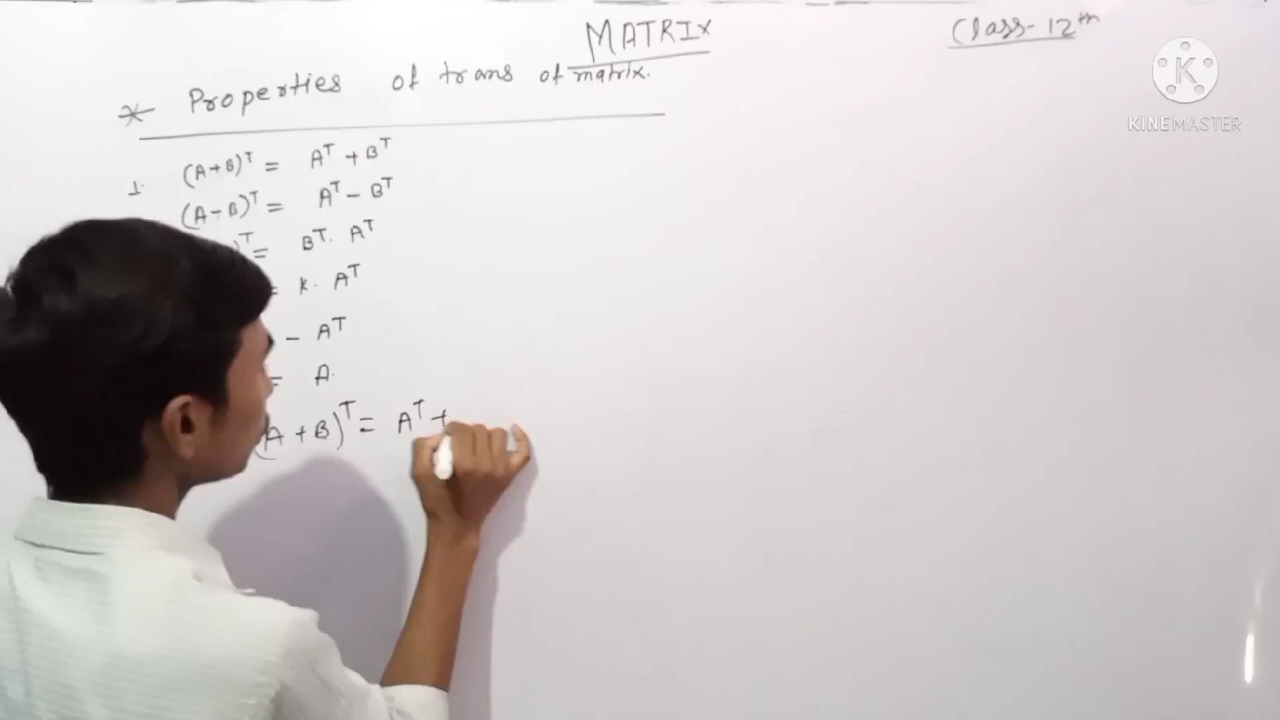 MATRIX
Class-12th
* Properties of trans of matrix.
1. (A+B)ᵀ = Aᵀ + Bᵀ
(A-B)ᵀ = Aᵀ - Bᵀ
)ᵀ = Bᵀ. Aᵀ
= K. Aᵀ
- Aᵀ
= A.
(A + B)ᵀ = Aᵀ +
K
KINEMASTER